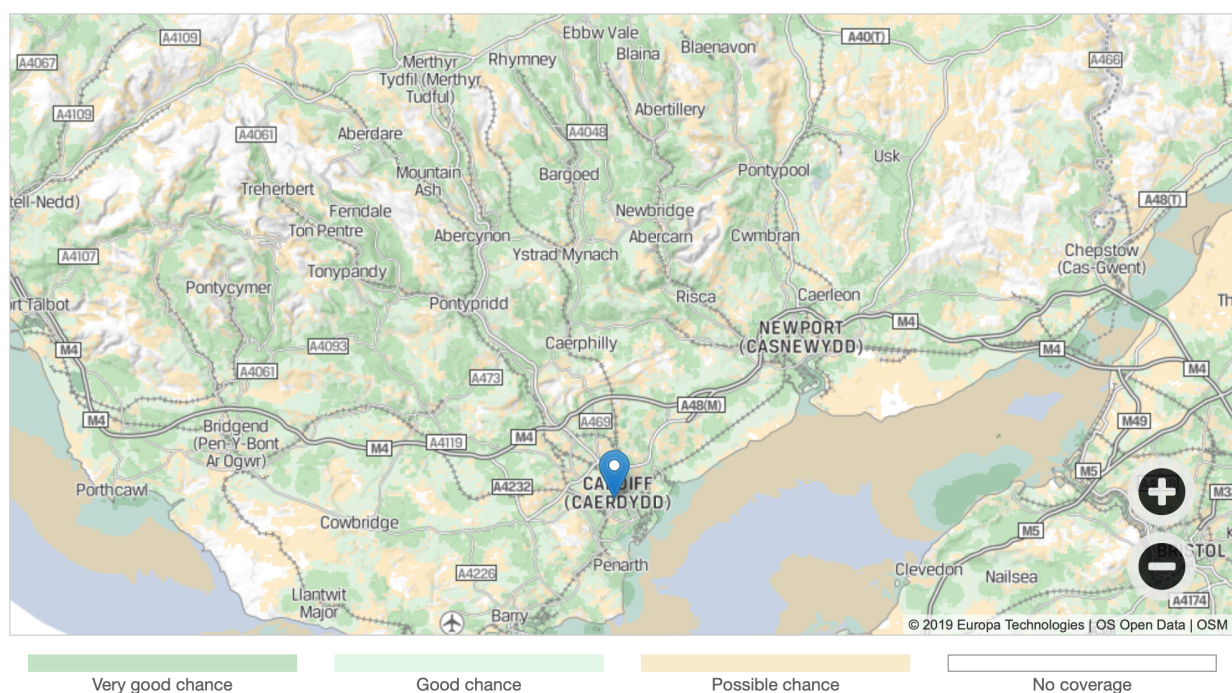 A4109
A40(T)
Ebbw Vale
Blaina
Blaenavon
A4067
Merthyr
Tydfil (Merthyr
Tudful)
Rhymney
A466
A4109
Abertillery
A4061
Aberdare
A4048
Mountain
Ash
Bargoed
Pontypool
Usk
Treherbert
tell-Nedd)
Ferndale
Ton Pentre
Newbridge
Abercarn
A48(T)
Abercynon
Cwmbran
A4107
Ystrad Mynach
Chepstow
(Cas-Gwent)
Tonypandy
Pontycymer
ort Talbot
Pontypridd
Risca
Caerleon
Th
M4
NEWPORT
(CASNEWYDD)
M4
A4093
Caerphilly
M4
A4061
A473
M4
M4
A48(M)
A469
M49
Bridgend
(Pen-Y-Bont
Ar Ogwr)
M4
A4119
M4
M5
Porthcawl
A4232
CARDIFF
(CAERDYDD)
M3
Cowbridge
M5
BRISTOL
Penarth
A4226
Clevedon
Nailsea
Llantwit
Major
Barry
A4174
© 2019 Europa Technologies | OS Open Data | OSM
Very good chance
Good chance
Possible chance
No coverage